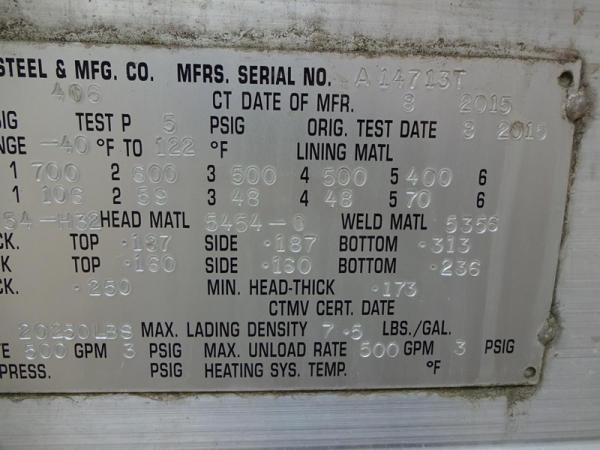 STEEL & MFG. CO. MFRS. SERIAL NO. A14713T
406 CT DATE OF MFR. 8 2015
SIG TEST P 5 PSIG ORIG. TEST DATE 8 2015
NGE -40 °F TO 122 °F LINING MATL
1 700 2 600 3 500 4 500 5 400 6
1 106 2 59 3 48 4 48 5 70 6
54-H32 HEAD MATL 5454-0 WELD MATL 5356
CK. TOP .187 SIDE .187 BOTTOM .313
K TOP .160 SIDE .160 BOTTOM .236
CK. .250 MIN. HEAD-THICK .173
CTMV CERT. DATE
20250LBS MAX. LADING DENSITY 7.5 LBS./GAL.
TE 500 GPM 3 PSIG MAX. UNLOAD RATE 500 GPM 3 PSIG
PRESS. PSIG HEATING SYS. TEMP. °F